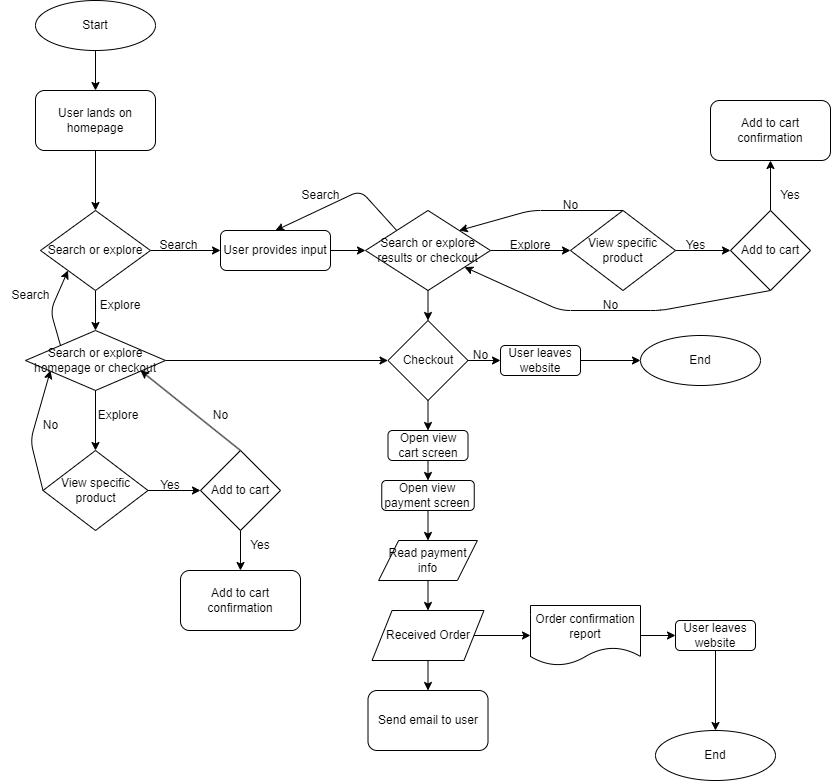 Start
User lands on
homepage
Add to cart
confirmation
Yes
Search
No
Search or explore
Search
User provides input
Search or explore
results or checkout
Explore
View specific
product
Yes
Add to cart
Search
Explore
No
Search or explore
homepage or checkout
Checkout
No
User leaves
website
End
No
Explore
No
View specific
product
Yes
Add to cart
Open view
cart screen
Open view
payment screen
Yes
Read payment
info
Add to cart
confirmation
Received Order
Order confirmation
report
User leaves
website
Send email to user
End